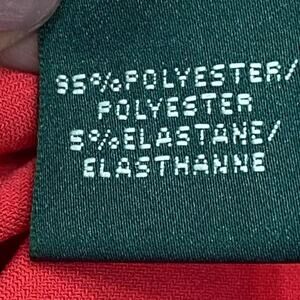 95%POLYESTER/
POLYESTER
5%ELASTANE/
ELASTHANNE